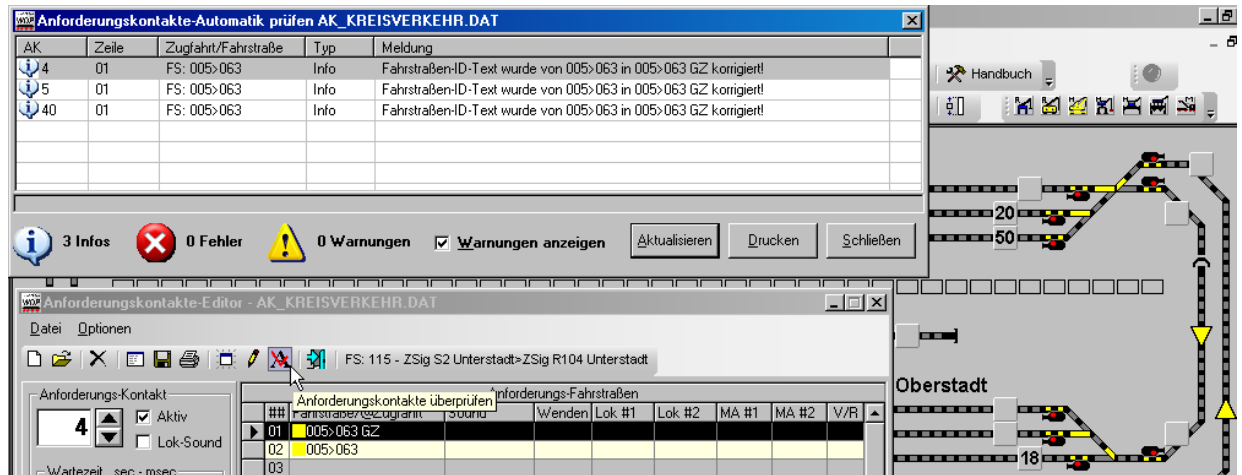 Anforderungskontakte-Automatik prüfen AK_KREISVERKEHR.DAT
AK Zeile Zugfahrt/Fahrstraße Typ Meldung
4 01 FS: 005>063 Info Fahrstraßen-ID-Text wurde von 005>063 in 005>063 GZ korrigiert!
5 01 FS: 005>063 Info Fahrstraßen-ID-Text wurde von 005>063 in 005>063 GZ korrigiert!
40 01 FS: 005>063 Info Fahrstraßen-ID-Text wurde von 005>063 in 005>063 GZ korrigiert!
3 Infos 0 Fehler 0 Warnungen Warnungen anzeigen Aktualisieren Drucken Schließen
Handbuch
20
50
Anforderungskontakte-Editor - AK_KREISVERKEHR.DAT
Datei Optionen
FS: 115 - ZSig S2 Unterstadt>ZSig R104 Unterstadt
Anforderungs-Kontakt
4
Aktiv
Lok-Sound
Wartezeit sec - msec
Anforderungskontakte überprüfen
nforderungs-Fahrstraßen
## Fahrstraße/@Zugfahrt Sound Wenden Lok #1 Lok #2 MA #1 MA #2 V/R
01 005>063 GZ
02 005>063
03
Oberstadt
18